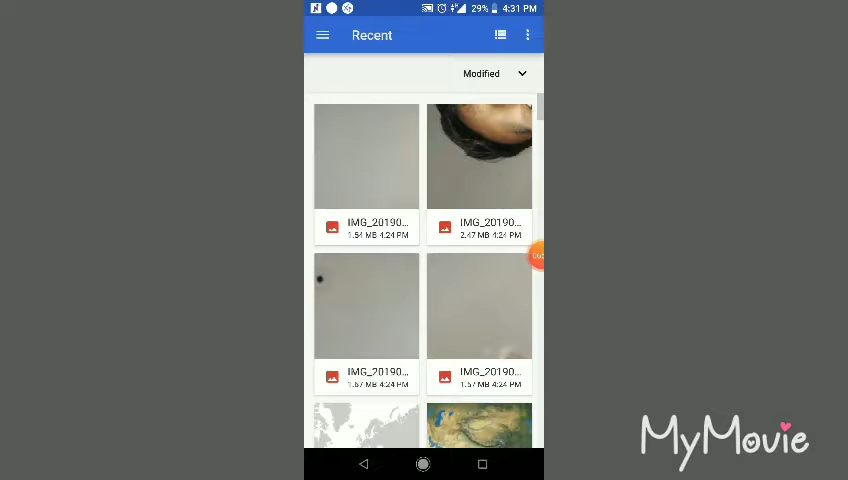 29% 4:31 PM
Recent
Modified
IMG_20190...
1.54 MB 4:24 PM
IMG_20190...
2.47 MB 4:24 PM
IMG_20190...
1.67 MB 4:24 PM
IMG_20190...
1.57 MB 4:24 PM
MyMovie